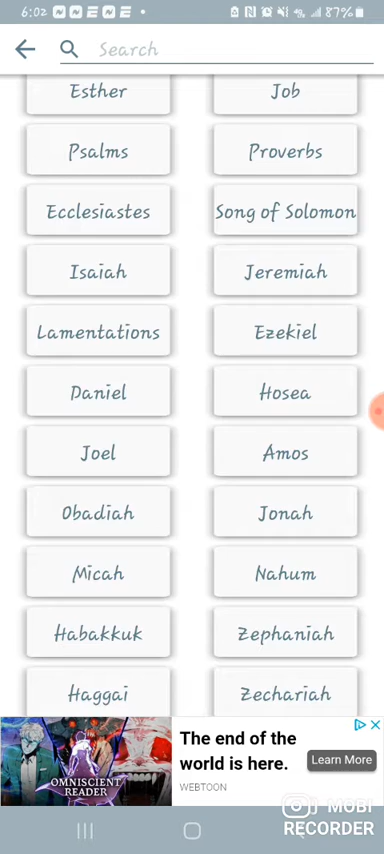 6:02 87%
Search
Esther Job
Psalms Proverbs
Ecclesiastes Song of Solomon
Isaiah Jeremiah
Lamentations Ezekiel
Daniel Hosea
Joel Amos
Obadiah Jonah
Micah Nahum
Habakkuk Zephaniah
Haggai Zechariah
The end of the
world is here. Learn More
WEBTOON
OMNISCIENT
READER
MOBI
RECORDER